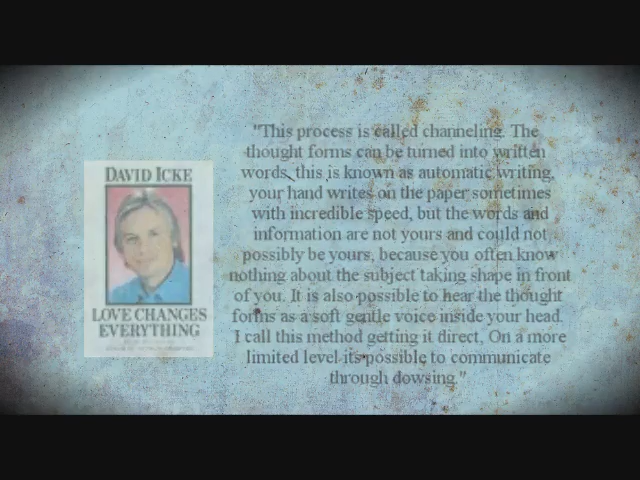 DAVID ICKE
LOVE CHANGES
EVERYTHING
"This process is called channeling. The
thought forms can be turned into written
words, this is known as automatic writing.
your hand writes on the paper sometimes
with incredible speed, but the words and
information are not yours and could not
possibly be yours, because you often know
nothing about the subject taking shape in front
of you. It is also possible to hear the thought
forms as a soft gentle voice inside your head.
I call this method getting it direct, On a more
limited level its possible to communicate
through dowsing."